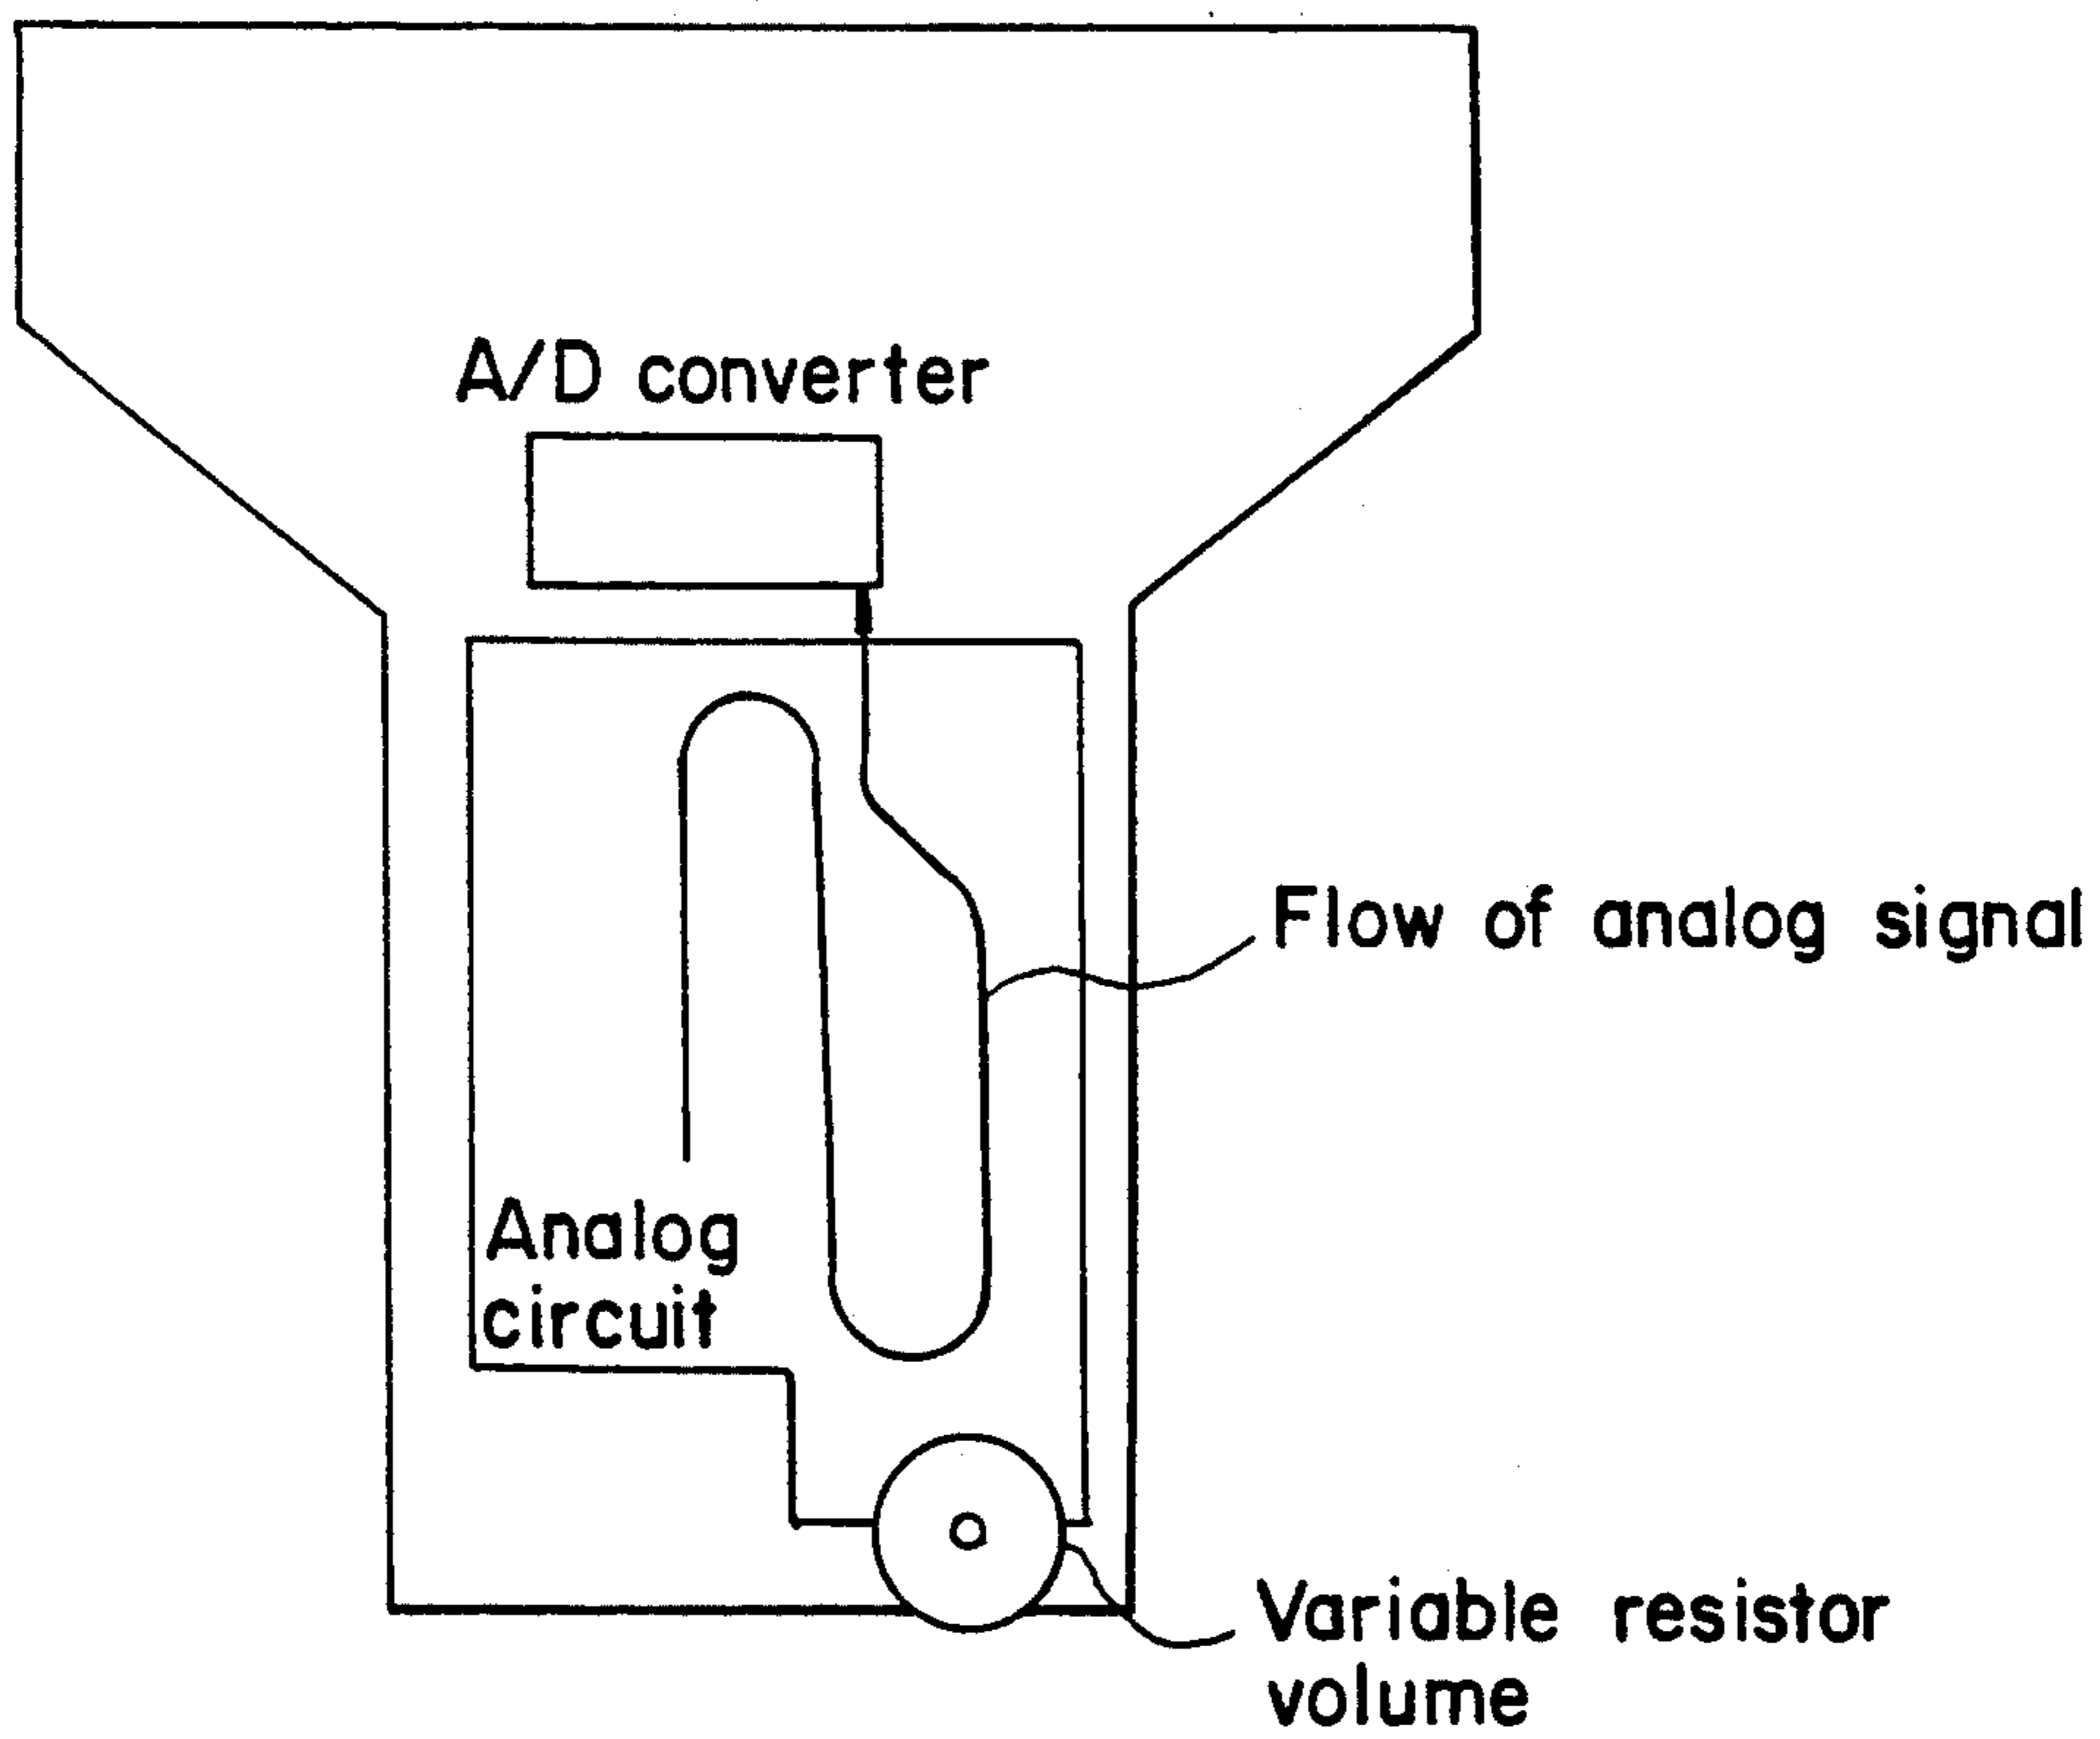 A/D converter
Flow of analog signal
Analog
circuit
Variable resistor
volume